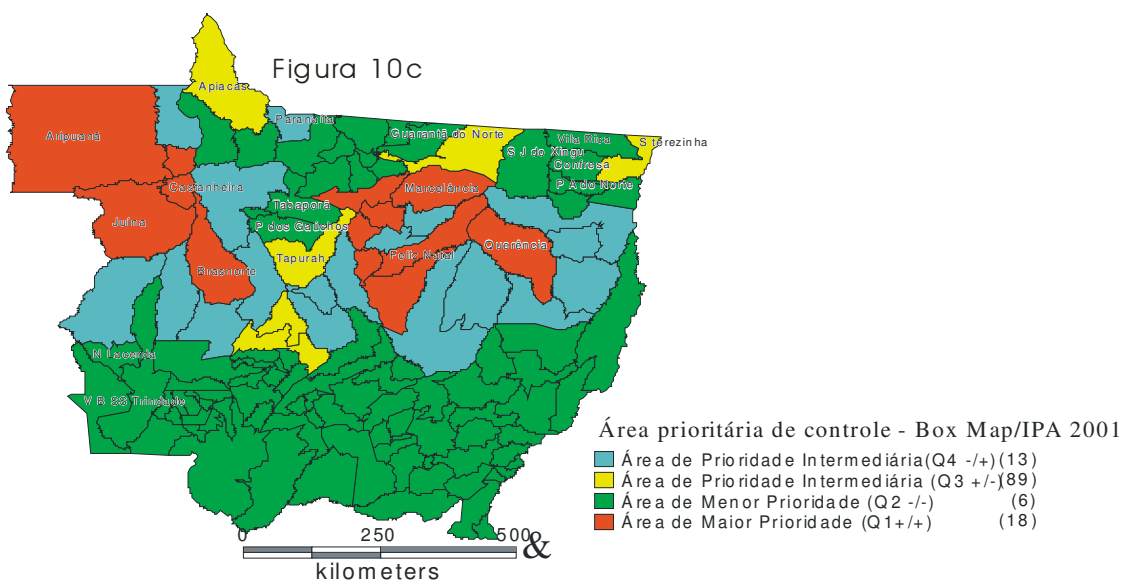 Figura 10c
Apiacás
Paranaíta
Aripuanã
Guarantã do Norte
Vila Rica
S terezinha
S J do Xingu
Confresa
P A do Norte
Castanheira
Marcelância
Tabaporã
Juína
P dos Gaúchos
Querência
Tapurah
Feliz Natal
Brasnorte
N Lacerda
V B SS Trindade
Área prioritária de controle - Box Map/IPA 2001
Área de Prioridade Intermediária(Q4 -/+) (13)
Área de Prioridade Intermediária (Q3 +/-) (89)
Área de Menor Prioridade (Q2 -/-) (6)
Área de Maior Prioridade (Q1+/+) (18)
0 250 500 &
kilometers